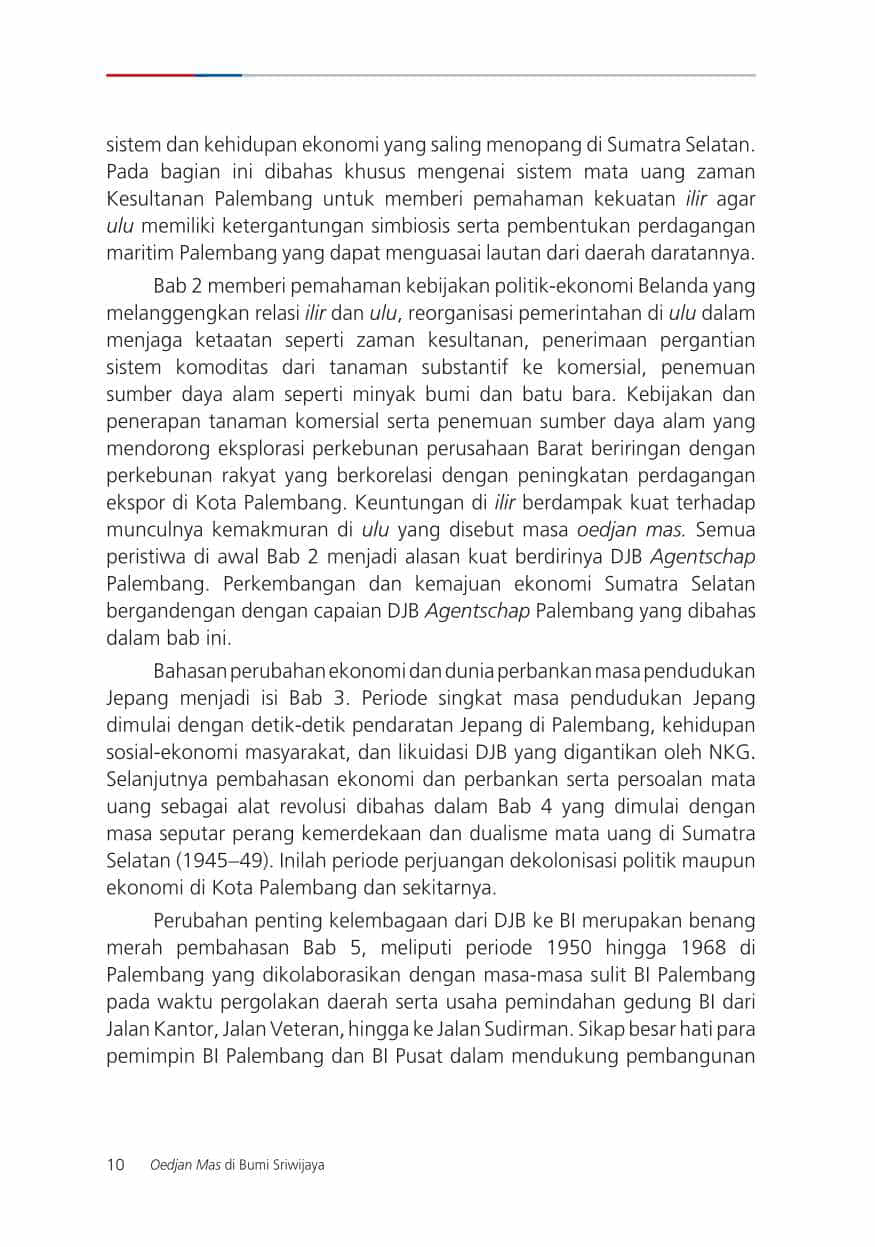 sistem dan kehidupan ekonomi yang saling menopang di Sumatra Selatan.
Pada bagian ini dibahas khusus mengenai sistem mata uang zaman
Kesultanan Palembang untuk memberi pemahaman kekuatan ilir agar
ulu memiliki ketergantungan simbiosis serta pembentukan perdagangan
maritim Palembang yang dapat menguasai lautan dari daerah daratannya.
Bab 2 memberi pemahaman kebijakan politik-ekonomi Belanda yang
melanggengkan relasi ilir dan ulu, reorganisasi pemerintahan di ulu dalam
menjaga ketaatan seperti zaman kesultanan, penerimaan pergantian
sistem komoditas dari tanaman substantif ke komersial, penemuan
sumber daya alam seperti minyak bumi dan batu bara. Kebijakan dan
penerapan tanaman komersial serta penemuan sumber daya alam yang
mendorong eksplorasi perkebunan perusahaan Barat beriringan dengan
perkebunan rakyat yang berkorelasi dengan peningkatan perdagangan
ekspor di Kota Palembang. Keuntungan di ilir berdampak kuat terhadap
munculnya kemakmuran di ulu yang disebut masa oedjan mas. Semua
peristiwa di awal Bab 2 menjadi alasan kuat berdirinya DJB Agentschap
Palembang. Perkembangan dan kemajuan ekonomi Sumatra Selatan
bergandengan dengan capaian DJB Agentschap Palembang yang dibahas
dalam bab ini.
Bahasan perubahan ekonomi dan dunia perbankan masa pendudukan
Jepang menjadi isi Bab 3. Periode singkat masa pendudukan Jepang
dimulai dengan detik-detik pendaratan Jepang di Palembang, kehidupan
sosial-ekonomi masyarakat, dan likuidasi DJB yang digantikan oleh NKG.
Selanjutnya pembahasan ekonomi dan perbankan serta persoalan mata
uang sebagai alat revolusi dibahas dalam Bab 4 yang dimulai dengan
masa seputar perang kemerdekaan dan dualisme mata uang di Sumatra
Selatan (1945–49). Inilah periode perjuangan dekolonisasi politik maupun
ekonomi di Kota Palembang dan sekitarnya.
Perubahan penting kelembagaan dari DJB ke BI merupakan benang
merah pembahasan Bab 5, meliputi periode 1950 hingga 1968 di
Palembang yang dikolaborasikan dengan masa-masa sulit BI Palembang
pada waktu pergolakan daerah serta usaha pemindahan gedung BI dari
Jalan Kantor, Jalan Veteran, hingga ke Jalan Sudirman. Sikap besar hati para
pemimpin BI Palembang dan BI Pusat dalam mendukung pembangunan
10 Oedjan Mas di Bumi Sriwijaya